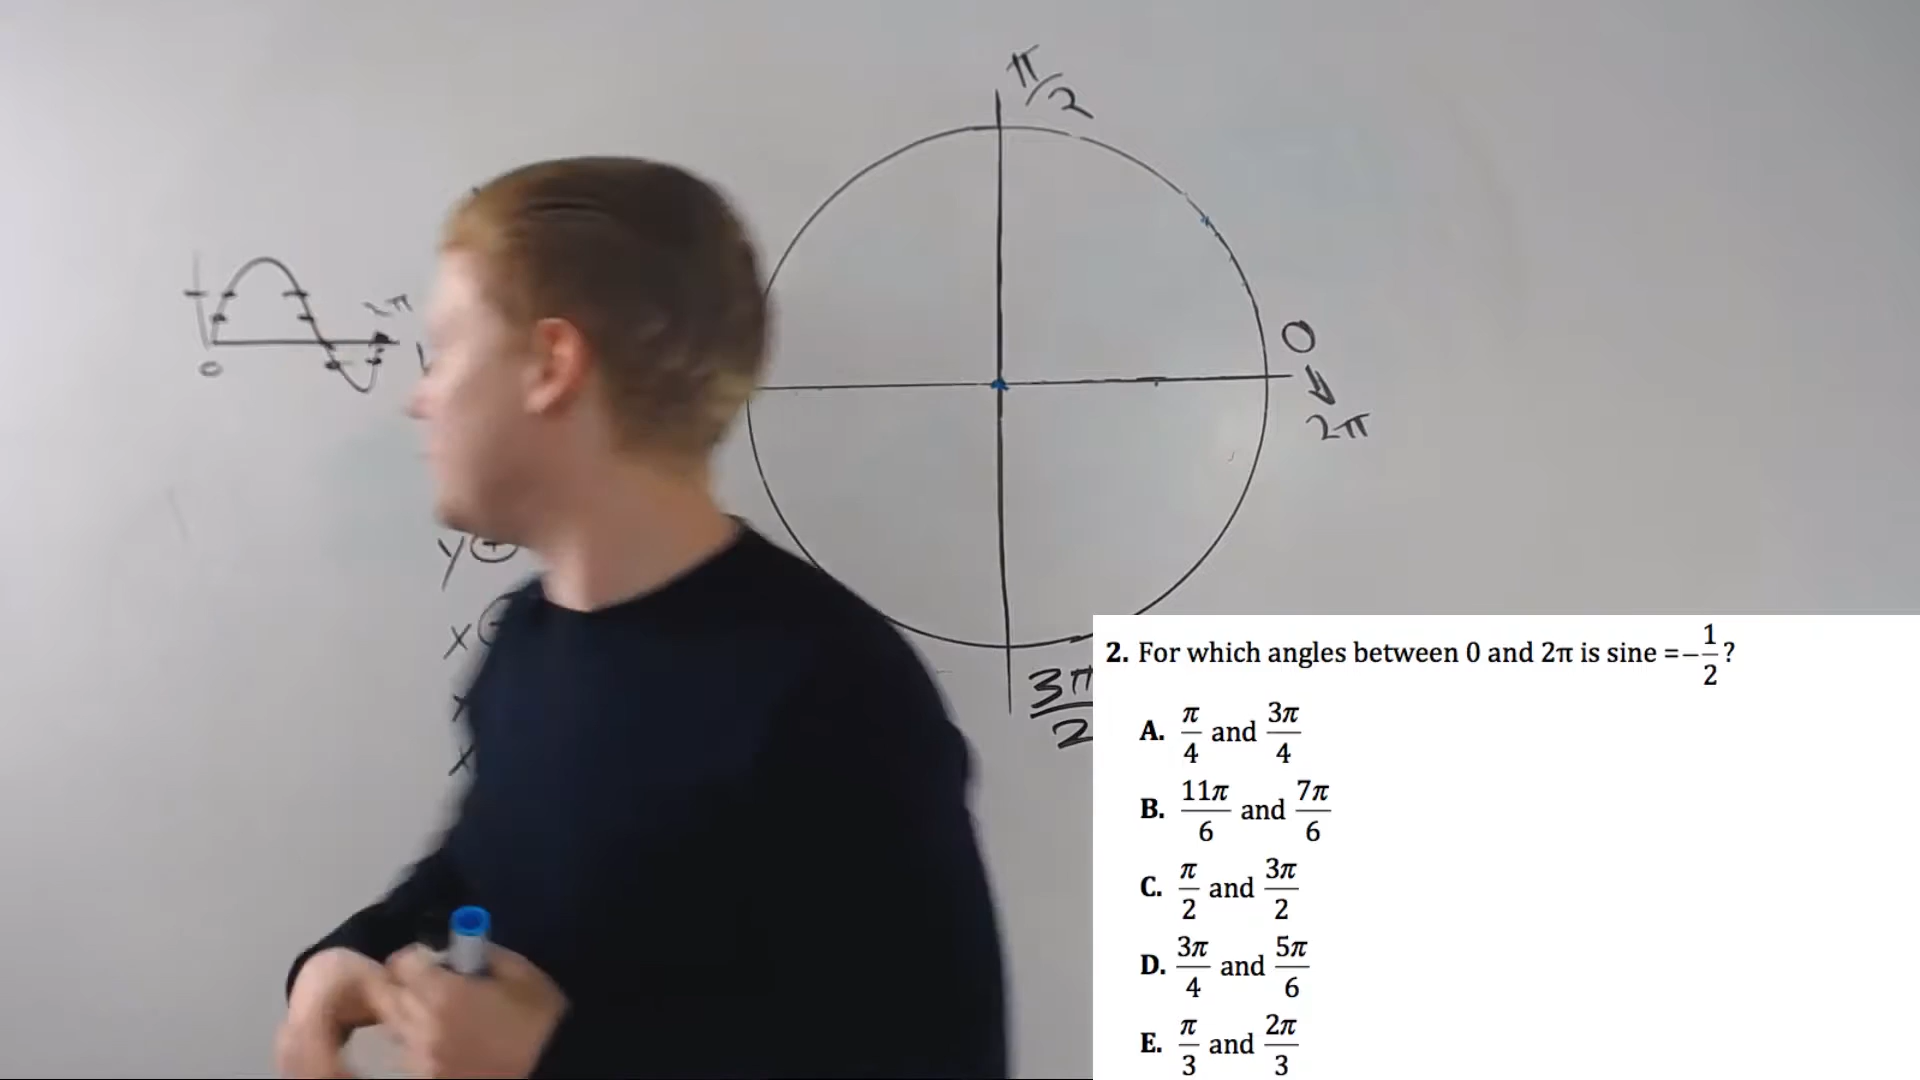 π/2
0
2π
2π
0
y⊕
x
x
x
3π
2
2. For which angles between 0 and 2π is sine =−1/2?
A. π/4 and 3π/4
B. 11π/6 and 7π/6
C. π/2 and 3π/2
D. 3π/4 and 5π/6
E. π/3 and 2π/3